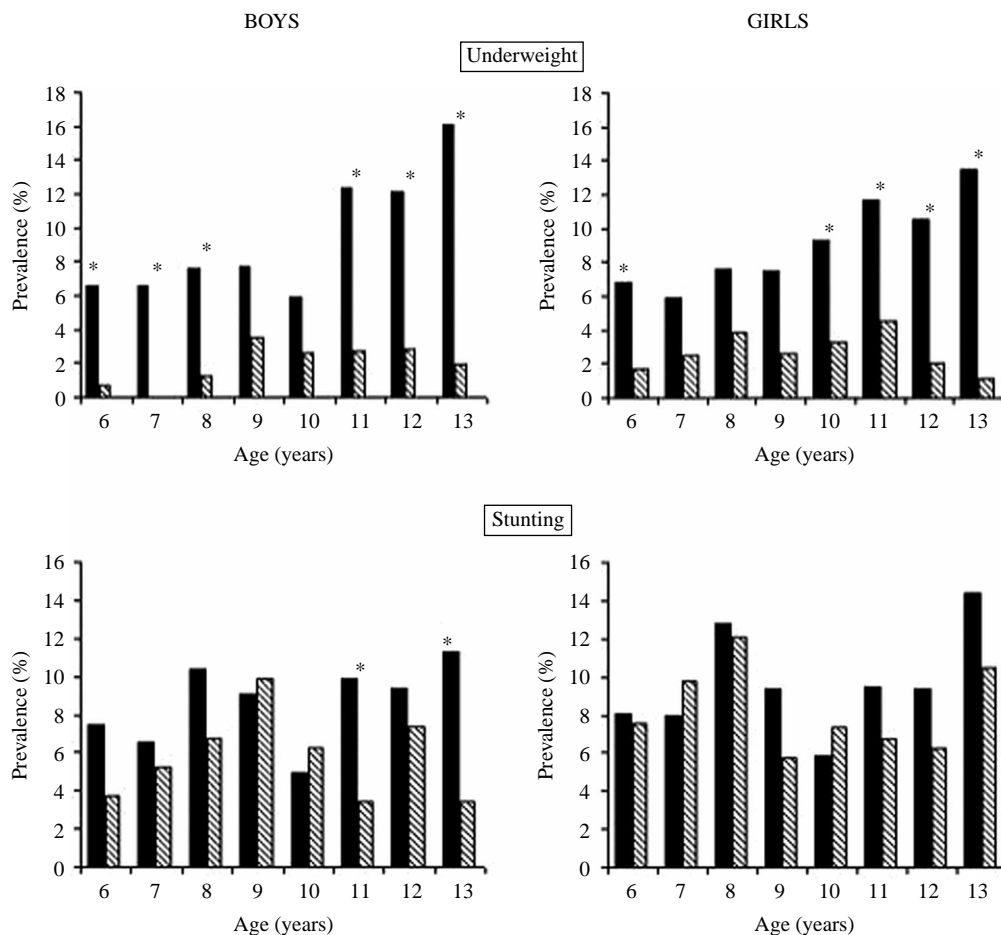 BOYS
GIRLS
Underweight
Prevalence (%)
18
16
14
12
10
8
6
4
2
0
* * * * * *
6 7 8 9 10 11 12 13
Age (years)
Prevalence (%)
18
16
14
12
10
8
6
4
2
0
* * * * *
6 7 8 9 10 11 12 13
Age (years)
Stunting
Prevalence (%)
16
14
12
10
8
6
4
2
0
* *
6 7 8 9 10 11 12 13
Age (years)
Prevalence (%)
16
14
12
10
8
6
4
2
0
6 7 8 9 10 11 12 13
Age (years)